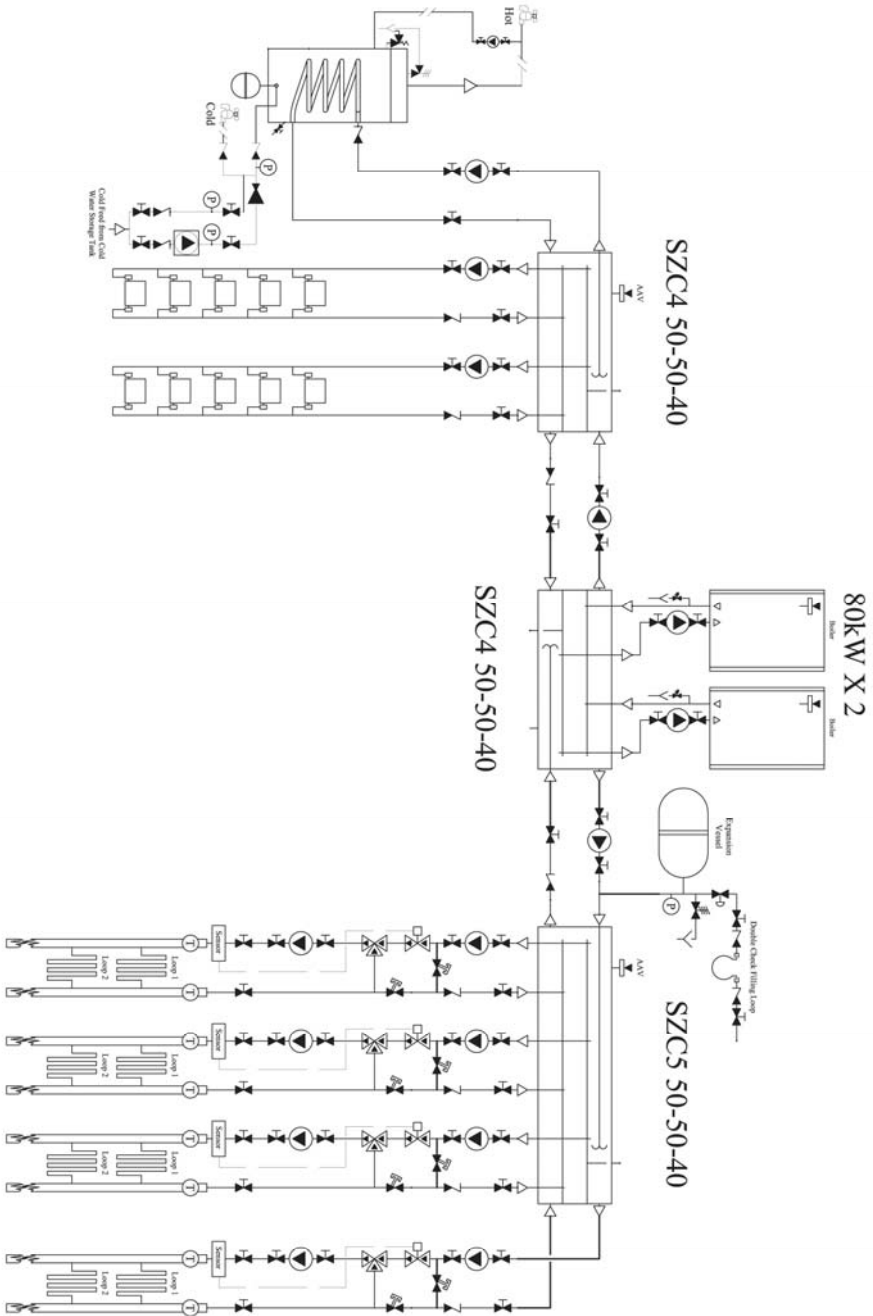 80kW X 2
Boiler
Boiler
Double Check Filling Loop
Expansion
Vessel
SZC4 50-50-40
SZC5 50-50-40
P
AAV
AAV
Hot
SZC4 50-50-40
P
P
P
Cold
Sensor
Sensor
Sensor
Sensor
T
T
T
T
T
T
T
T
Loop 1
Loop 1
Loop 1
Loop 1
Loop 2
Loop 2
Loop 2
Loop 2
Cold Feed from Cold
Water Storage Tank